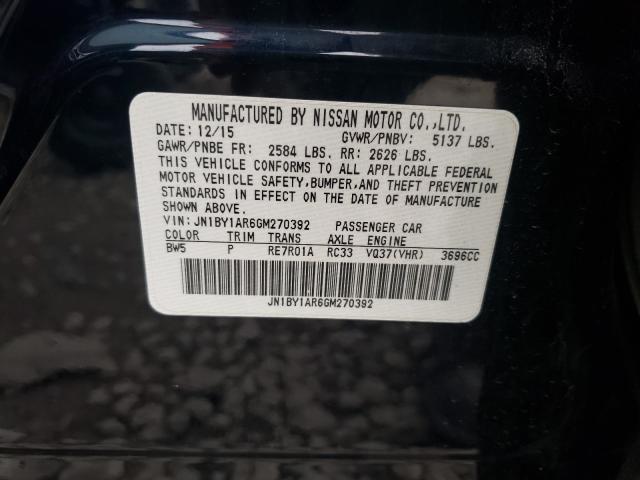 MANUFACTURED BY NISSAN MOTOR CO.,LTD.
DATE: 12/15 GVWR/PNBV: 5137 LBS.
GAWR/PNBE FR: 2584 LBS. RR: 2626 LBS.
THIS VEHICLE CONFORMS TO ALL APPLICABLE FEDERAL
MOTOR VEHICLE SAFETY, BUMPER, AND THEFT PREVENTION
STANDARDS IN EFFECT ON THE DATE OF MANUFACTURE
SHOWN ABOVE.
VIN: JN1BY1AR6GM270392 PASSENGER CAR
COLOR TRIM TRANS AXLE ENGINE
BW5 P RE7R01A RC33 VQ37(VHR) 3696CC
JN1BY1AR6GM270392